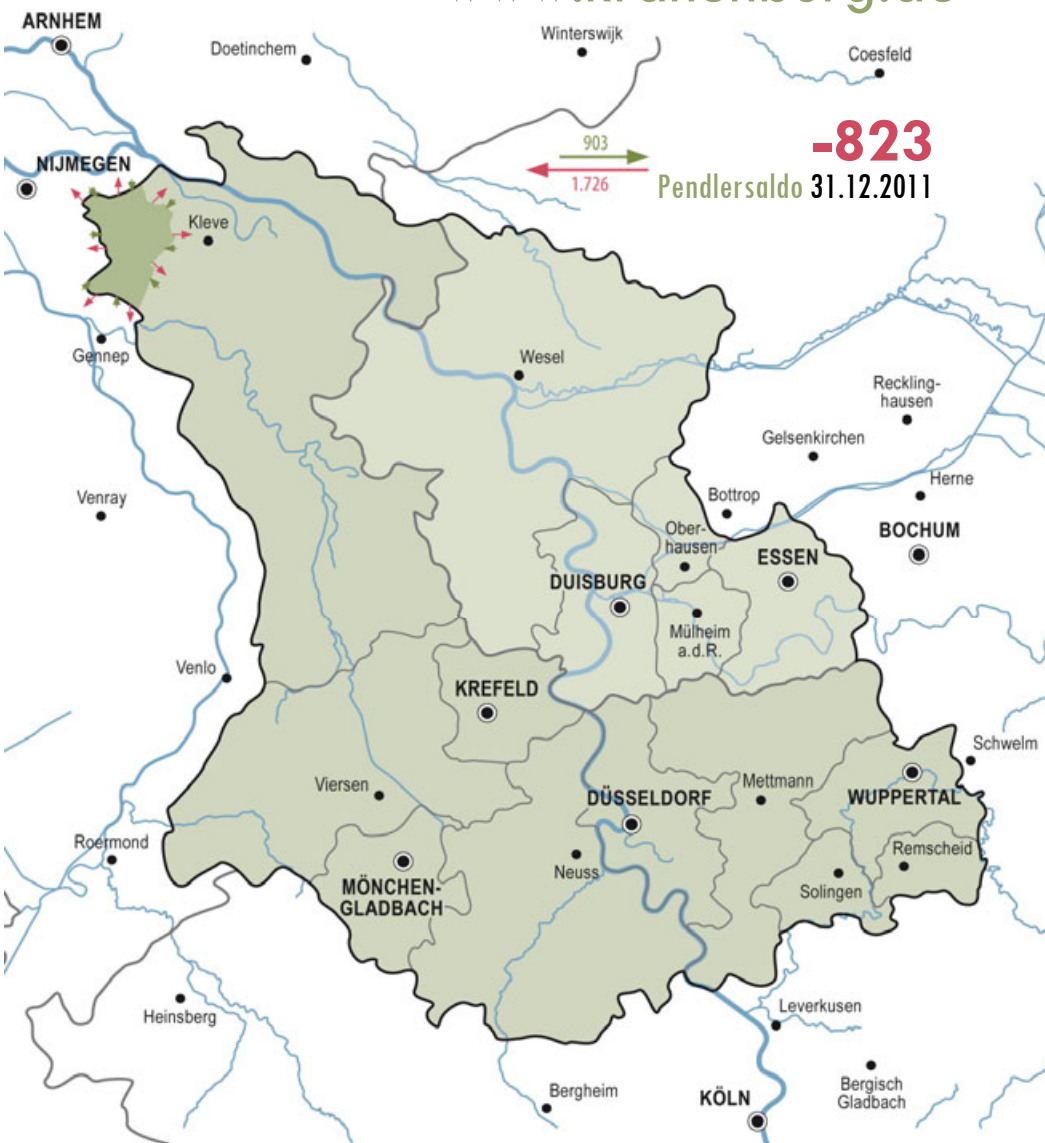 ARNHEM
Doetinchem
Winterswijk
Coesfeld
903
1.726
-823
Pendlersaldo 31.12.2011
NIJMEGEN
Kleve
Gennep
Wesel
Reckling-
hausen
Gelsenkirchen
Herne
Bottrop
BOCHUM
Venray
Ober-
hausen
ESSEN
DUISBURG
Mülheim
a.d.R.
Venlo
KREFELD
Schwelm
Viersen
Mettmann
DÜSSELDORF
WUPPERTAL
Roermond
Remscheid
Neuss
Solingen
MÖNCHEN-
GLADBACH
Heinsberg
Leverkusen
Bergheim
KÖLN
Bergisch
Gladbach